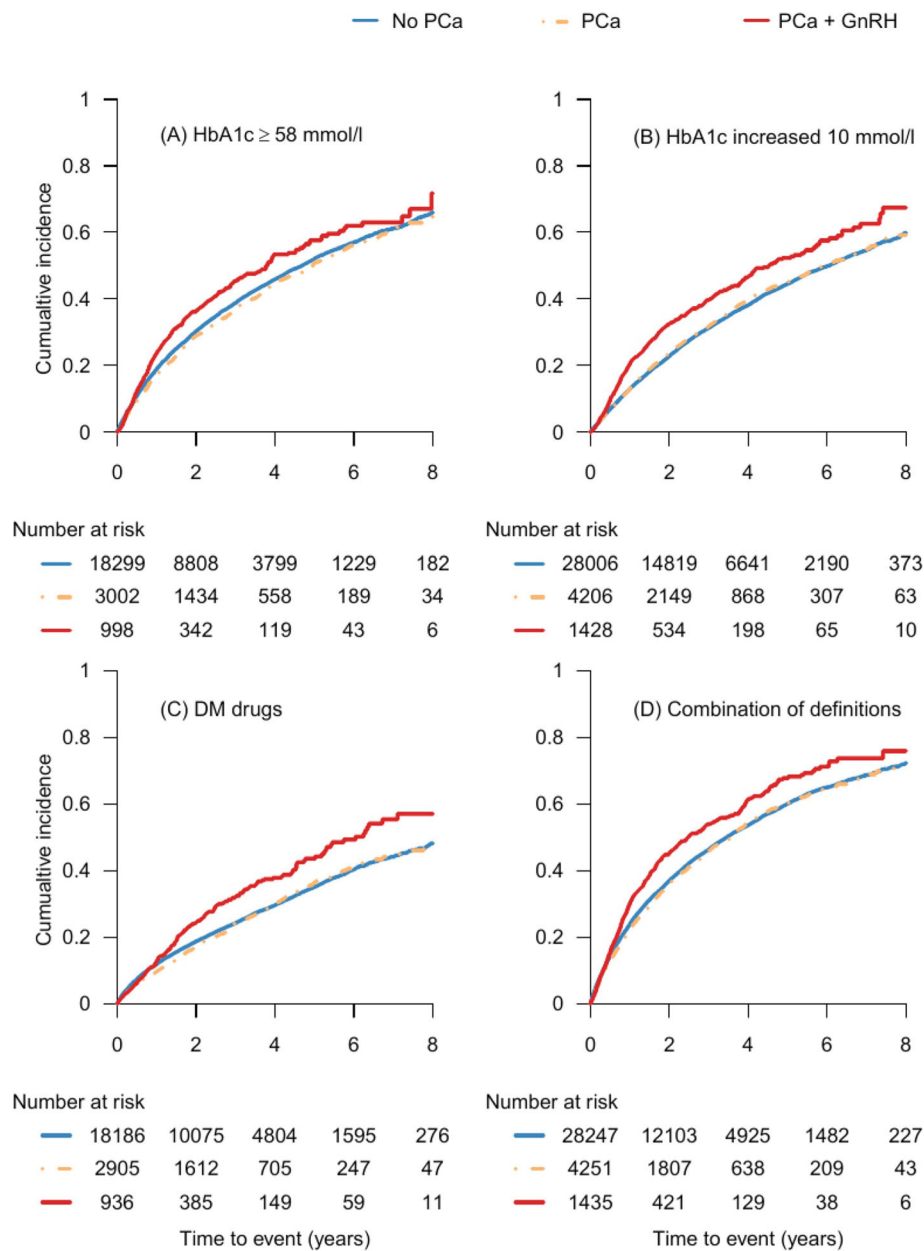 No PCa PCa PCa + GnRH
1
(A) HbA1c ≥ 58 mmol/l
0.8
0.6
0.4
0.2
0
Cumualtive incidence
0 2 4 6 8
1
(B) HbA1c increased 10 mmol/l
0.8
0.6
0.4
0.2
0
0 2 4 6 8
Number at risk
18299 8808 3799 1229 182
3002 1434 558 189 34
998 342 119 43 6
Number at risk
28006 14819 6641 2190 373
4206 2149 868 307 63
1428 534 198 65 10
1
(C) DM drugs
0.8
0.6
0.4
0.2
0
Cumualtive incidence
0 2 4 6 8
1
(D) Combination of definitions
0.8
0.6
0.4
0.2
0
0 2 4 6 8
Number at risk
18186 10075 4804 1595 276
2905 1612 705 247 47
936 385 149 59 11
Time to event (years)
Number at risk
28247 12103 4925 1482 227
4251 1807 638 209 43
1435 421 129 38 6
Time to event (years)